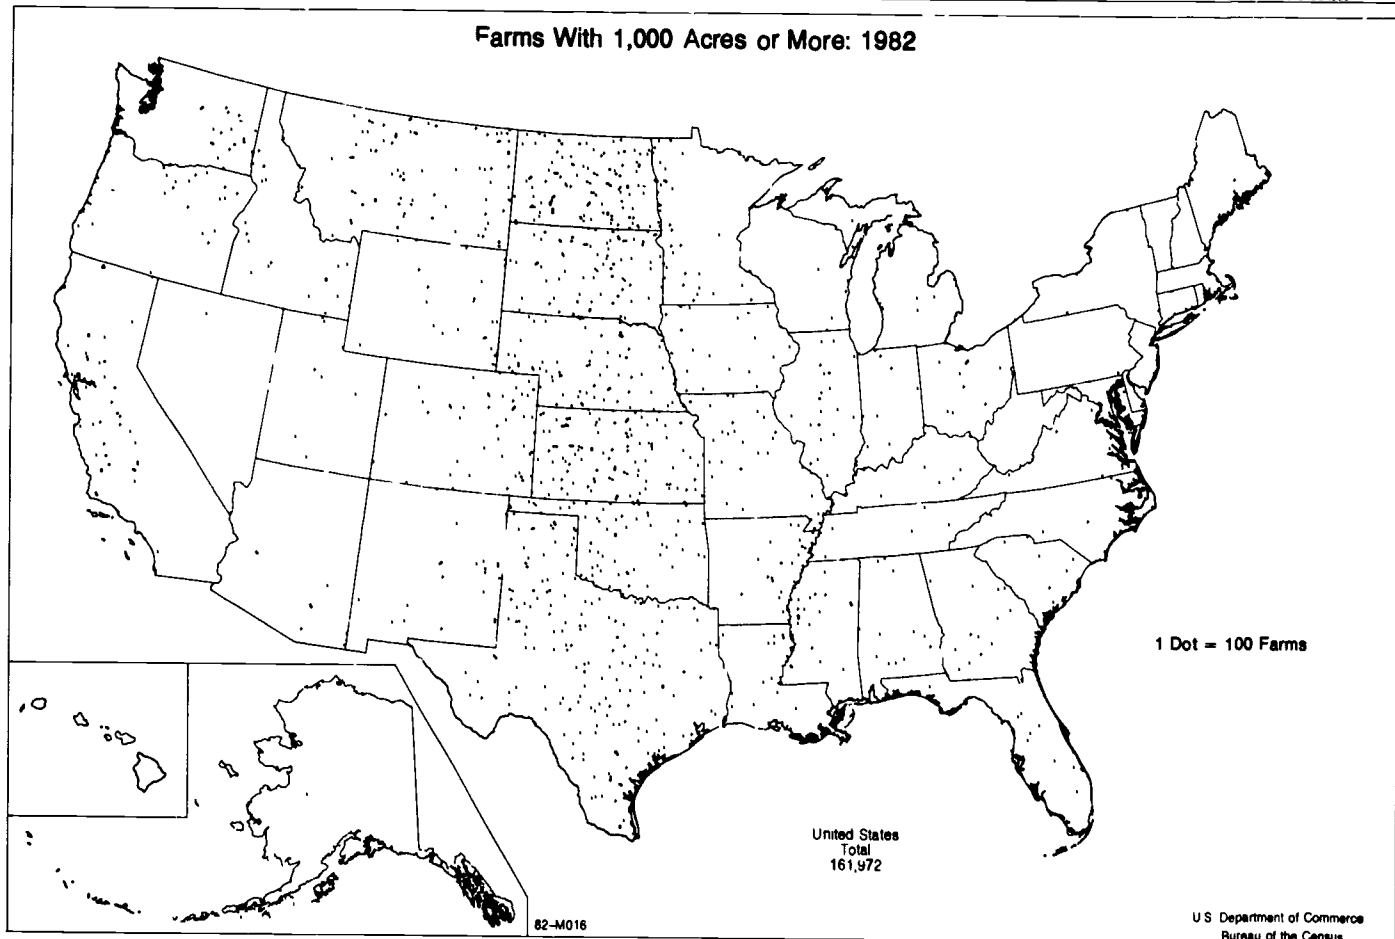 Farms With 1,000 Acres or More: 1982
1 Dot = 100 Farms
United States
Total
161,972
82-M016
U S Department of Commerce
Bureau of the Census